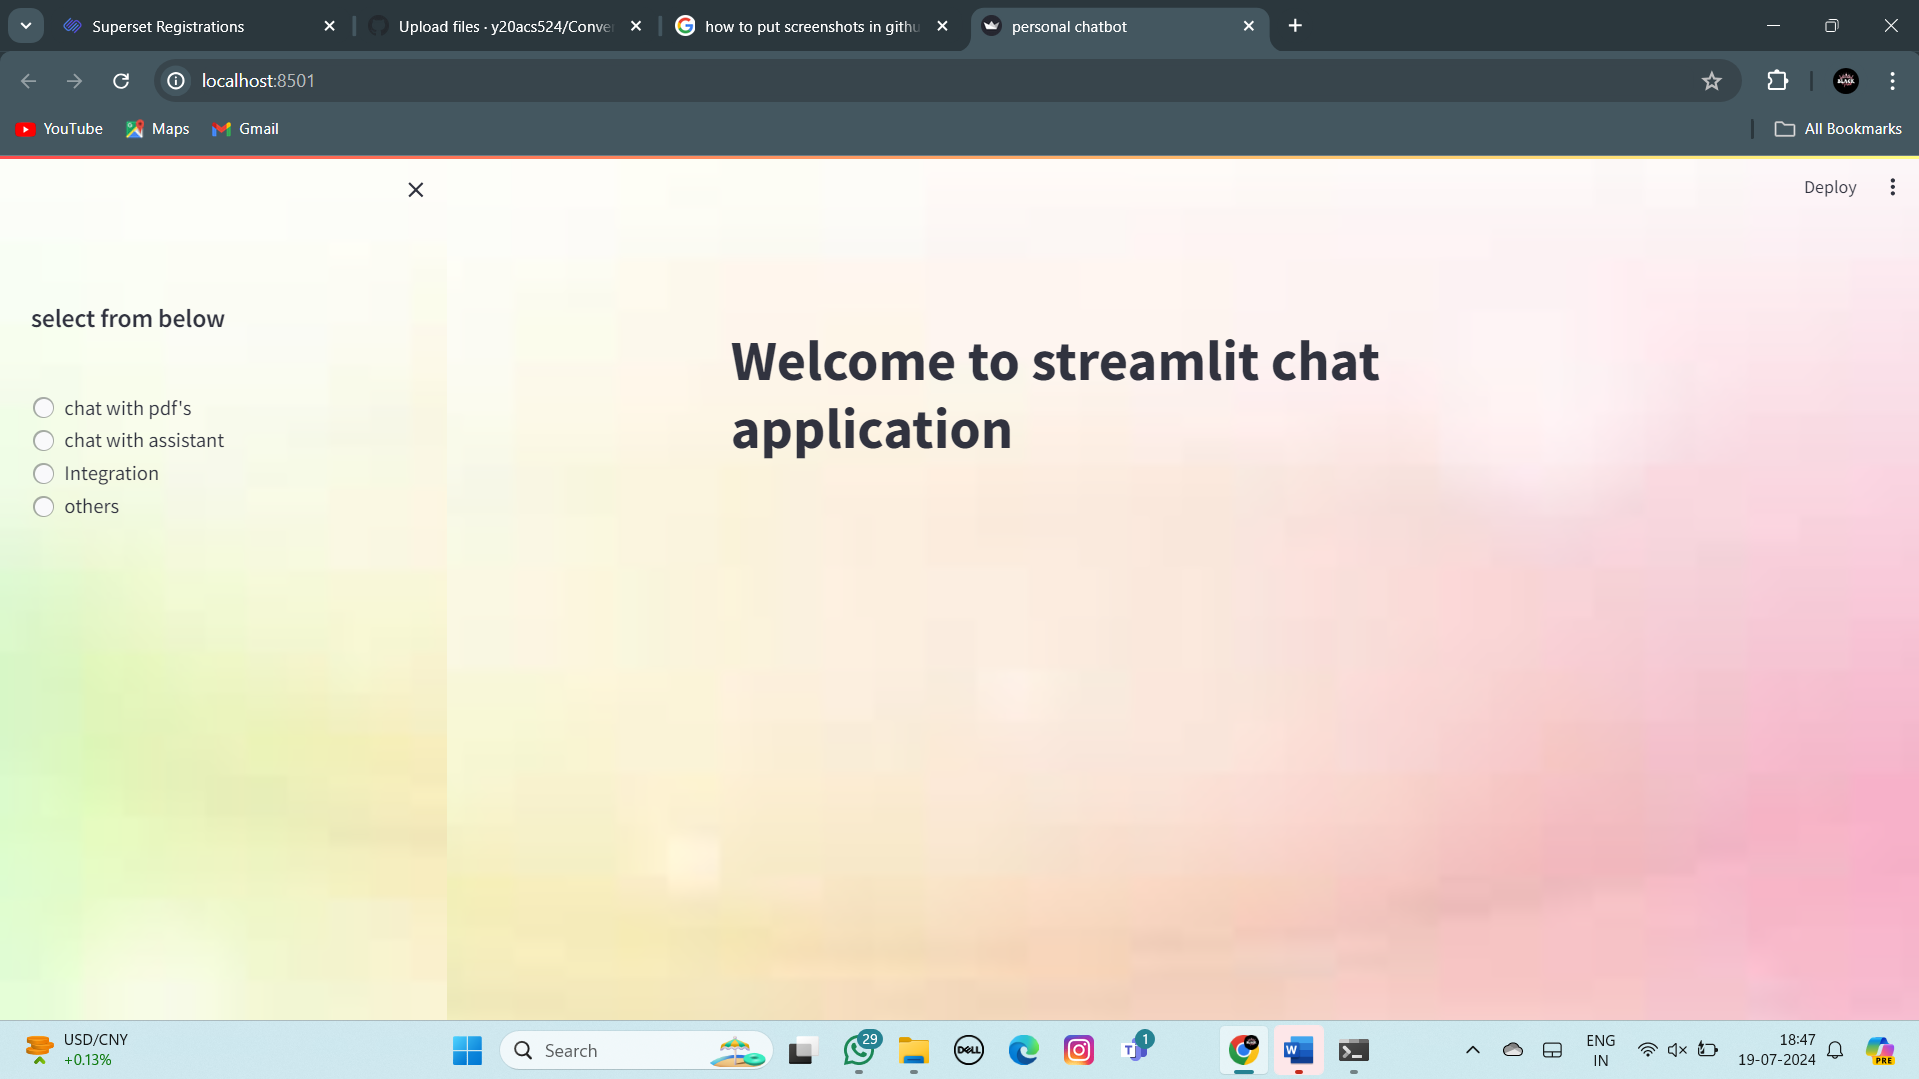 Superset Registrations
Upload files · y20acs524/Conve
how to put screenshots in githu
personal chatbot
localhost:8501
YouTube
Maps
Gmail
All Bookmarks
Deploy
select from below
chat with pdf's
chat with assistant
Integration
others
Welcome to streamlit chat
application
USD/CNY
+0.13%
Search
29
DELL
T
1
W
ENG
IN
18:47
19-07-2024
PRE